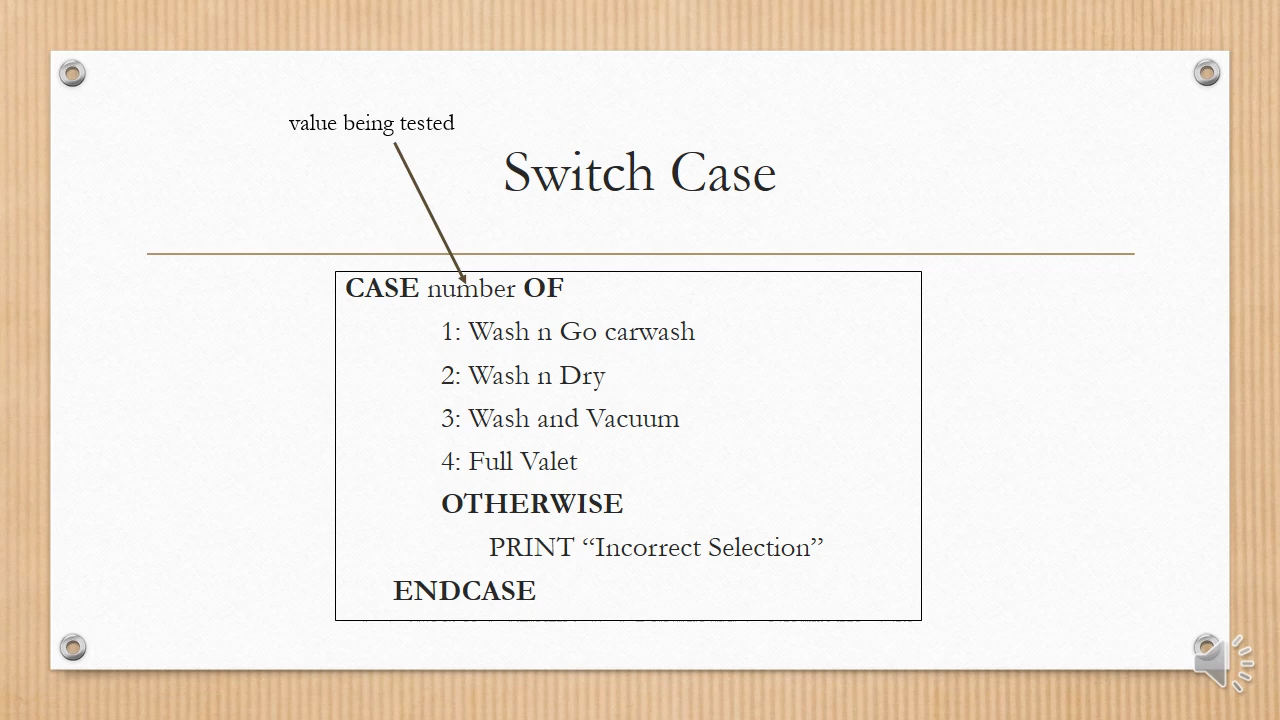 value being tested
Switch Case
CASE number OF
1: Wash n Go carwash
2: Wash n Dry
3: Wash and Vacuum
4: Full Valet
OTHERWISE
PRINT “Incorrect Selection”
ENDCASE